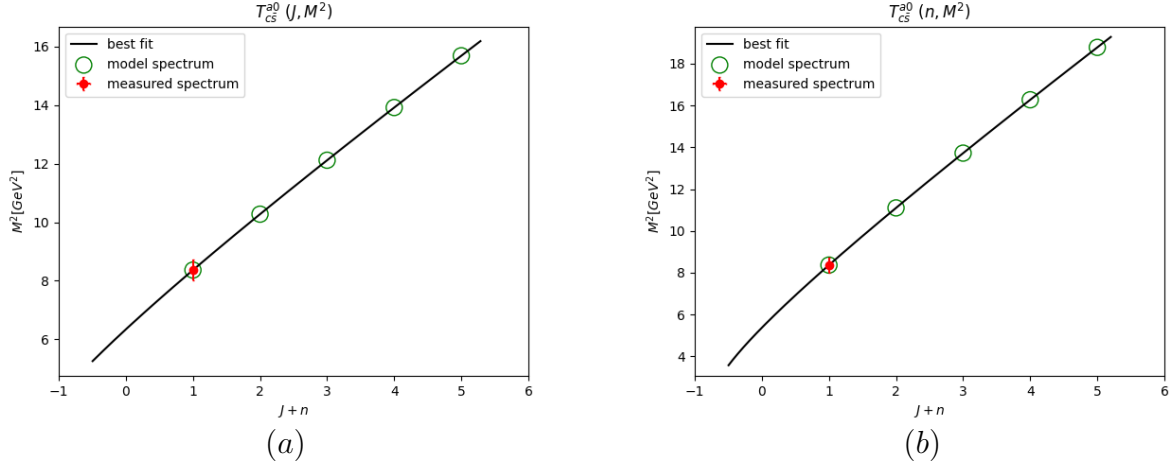 T_{cs̄}^{a0} (J, M²)
best fit
model spectrum
measured spectrum
M²[GeV²]
16
14
12
10
8
6
−1 0 1 2 3 4 5 6
J + n
(a)
T_{cs̄}^{a0} (n, M²)
best fit
model spectrum
measured spectrum
M²[GeV²]
18
16
14
12
10
8
6
4
−1 0 1 2 3 4 5 6
J + n
(b)